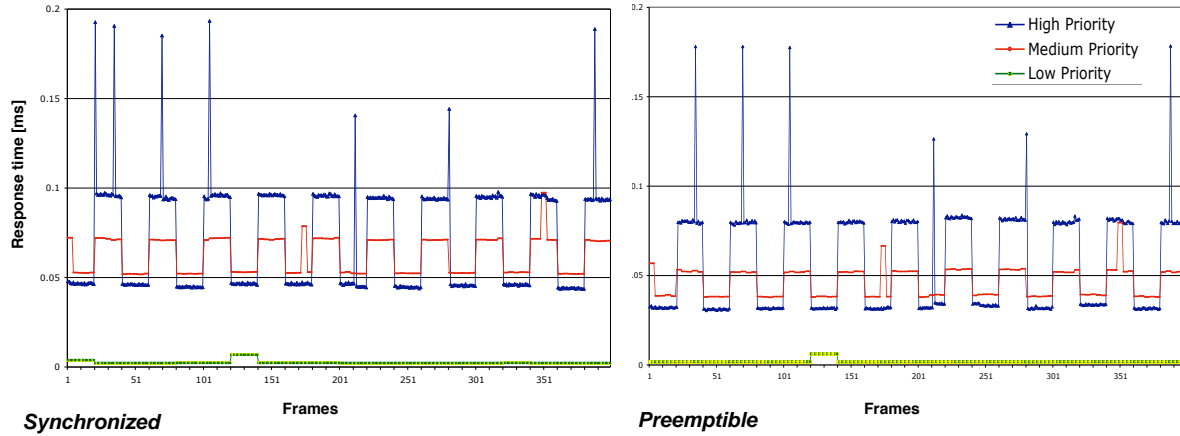 0.2
0.15
0.1
0.05
0
Response time [ms]
1 51 101 151 201 251 301 351
Frames
Synchronized
0.2
.15
0.1
.05
0
High Priority
Medium Priority
Low Priority
1 51 101 151 201 251 301 351
Frames
Preemptible